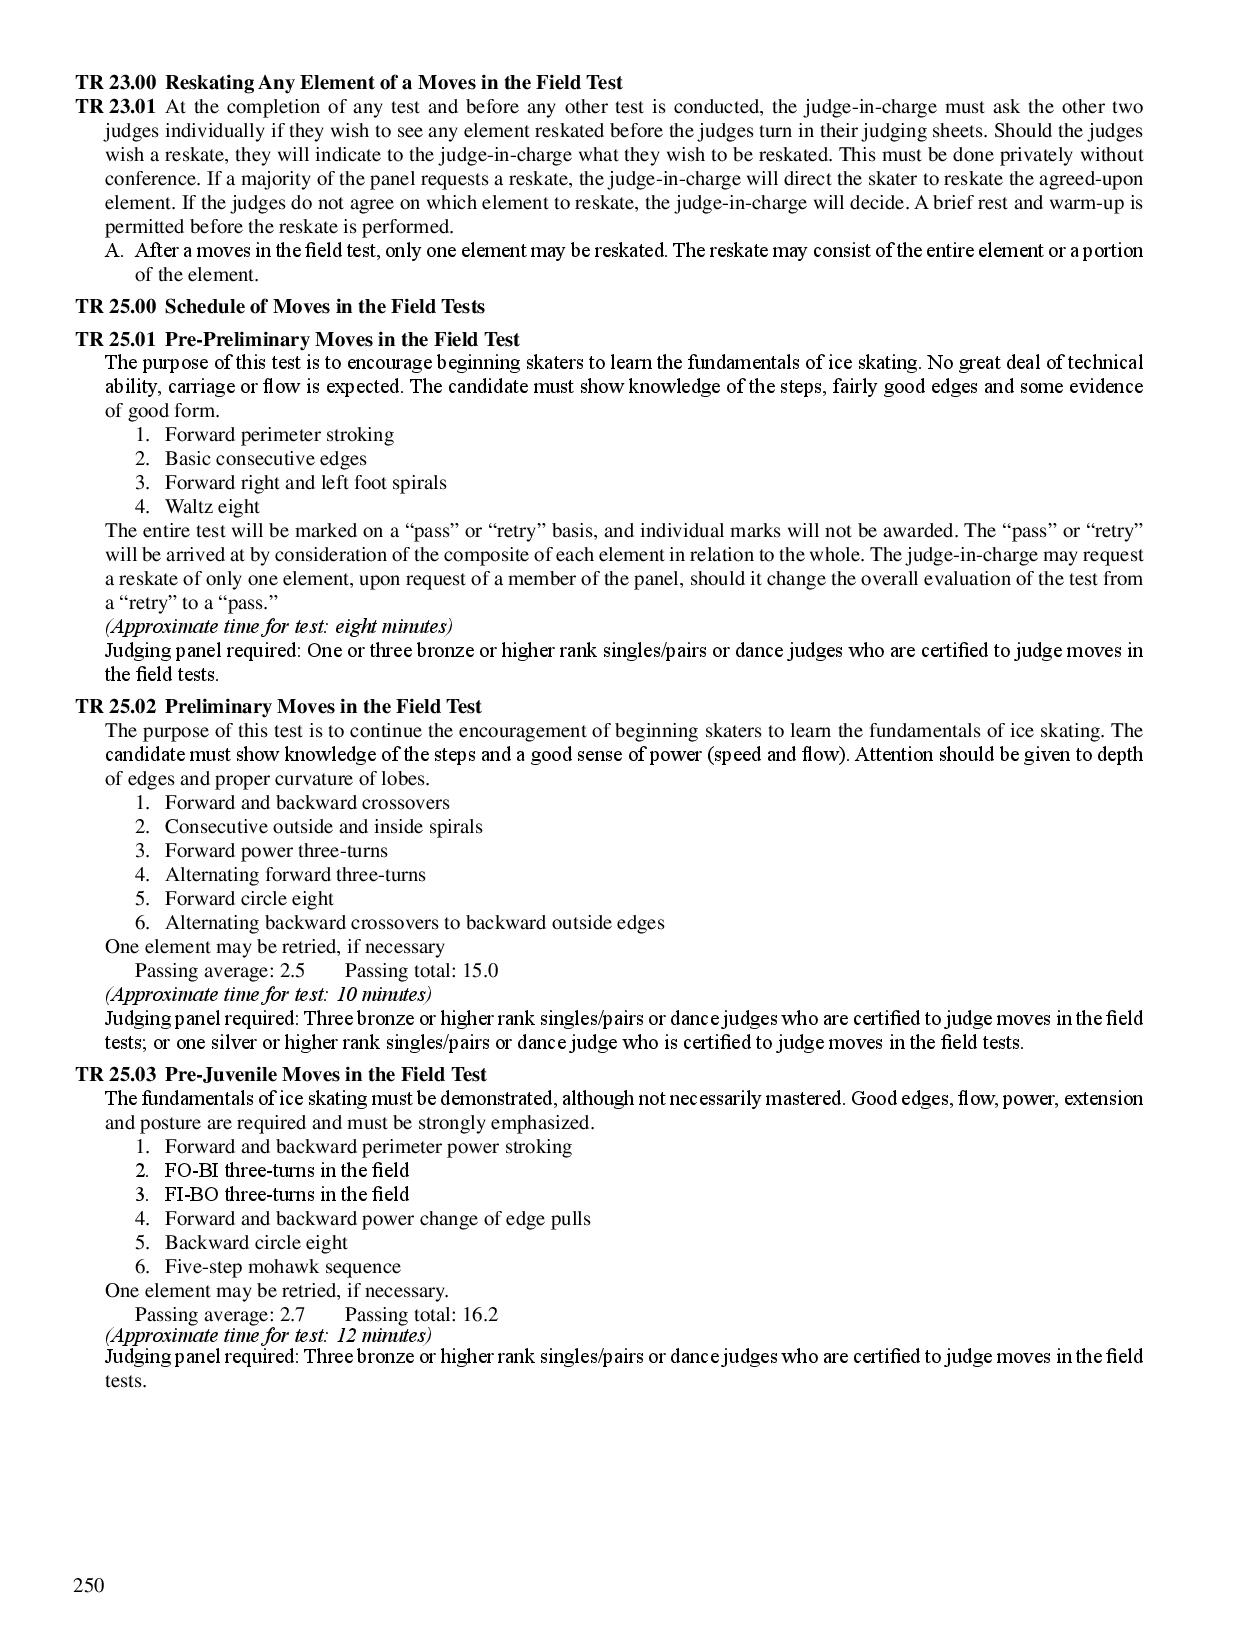 TR 23.00 Reskating Any Element of a Moves in the Field Test
TR 23.01 At the completion of any test and before any other test is conducted, the judge-in-charge must ask the other two
judges individually if they wish to see any element reskated before the judges turn in their judging sheets. Should the judges
wish a reskate, they will indicate to the judge-in-charge what they wish to be reskated. This must be done privately without
conference. If a majority of the panel requests a reskate, the judge-in-charge will direct the skater to reskate the agreed-upon
element. If the judges do not agree on which element to reskate, the judge-in-charge will decide. A brief rest and warm-up is
permitted before the reskate is performed.
A. After a moves in the field test, only one element may be reskated. The reskate may consist of the entire element or a portion
of the element.
TR 25.00 Schedule of Moves in the Field Tests
TR 25.01 Pre-Preliminary Moves in the Field Test
The purpose of this test is to encourage beginning skaters to learn the fundamentals of ice skating. No great deal of technical
ability, carriage or flow is expected. The candidate must show knowledge of the steps, fairly good edges and some evidence
of good form.
1. Forward perimeter stroking
2. Basic consecutive edges
3. Forward right and left foot spirals
4. Waltz eight
The entire test will be marked on a “pass” or “retry” basis, and individual marks will not be awarded. The “pass” or “retry”
will be arrived at by consideration of the composite of each element in relation to the whole. The judge-in-charge may request
a reskate of only one element, upon request of a member of the panel, should it change the overall evaluation of the test from
a “retry” to a “pass.”
(Approximate time for test: eight minutes)
Judging panel required: One or three bronze or higher rank singles/pairs or dance judges who are certified to judge moves in
the field tests.
TR 25.02 Preliminary Moves in the Field Test
The purpose of this test is to continue the encouragement of beginning skaters to learn the fundamentals of ice skating. The
candidate must show knowledge of the steps and a good sense of power (speed and flow). Attention should be given to depth
of edges and proper curvature of lobes.
1. Forward and backward crossovers
2. Consecutive outside and inside spirals
3. Forward power three-turns
4. Alternating forward three-turns
5. Forward circle eight
6. Alternating backward crossovers to backward outside edges
One element may be retried, if necessary
Passing average: 2.5 Passing total: 15.0
(Approximate time for test: 10 minutes)
Judging panel required: Three bronze or higher rank singles/pairs or dance judges who are certified to judge moves in the field
tests; or one silver or higher rank singles/pairs or dance judge who is certified to judge moves in the field tests.
TR 25.03 Pre-Juvenile Moves in the Field Test
The fundamentals of ice skating must be demonstrated, although not necessarily mastered. Good edges, flow, power, extension
and posture are required and must be strongly emphasized.
1. Forward and backward perimeter power stroking
2. FO-BI three-turns in the field
3. FI-BO three-turns in the field
4. Forward and backward power change of edge pulls
5. Backward circle eight
6. Five-step mohawk sequence
One element may be retried, if necessary.
Passing average: 2.7 Passing total: 16.2
(Approximate time for test: 12 minutes)
Judging panel required: Three bronze or higher rank singles/pairs or dance judges who are certified to judge moves in the field
tests.
250